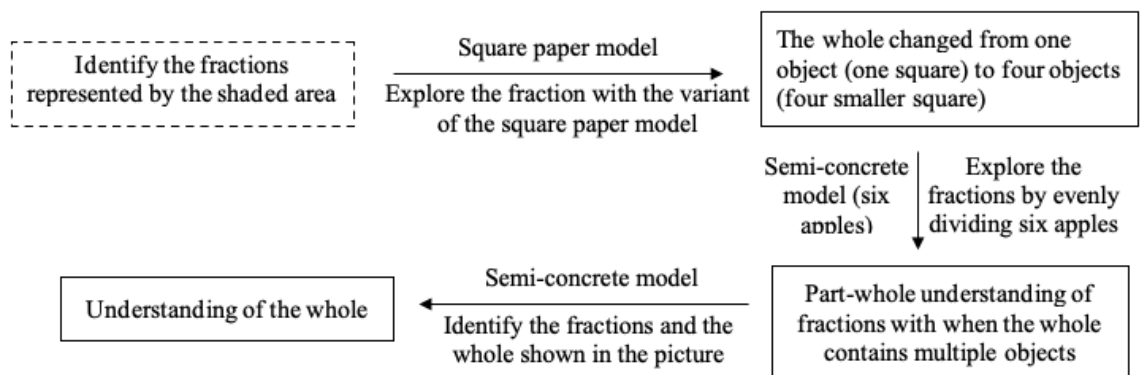 Identify the fractions
represented by the shaded area
Square paper model
Explore the fraction with the variant
of the square paper model
The whole changed from one
object (one square) to four objects
(four smaller square)
Semi-concrete
model (six
apples)
Explore the
fractions by evenly
dividing six apples
Part-whole understanding of
fractions with when the whole
contains multiple objects
Semi-concrete model
Identify the fractions and the
whole shown in the picture
Understanding of the whole